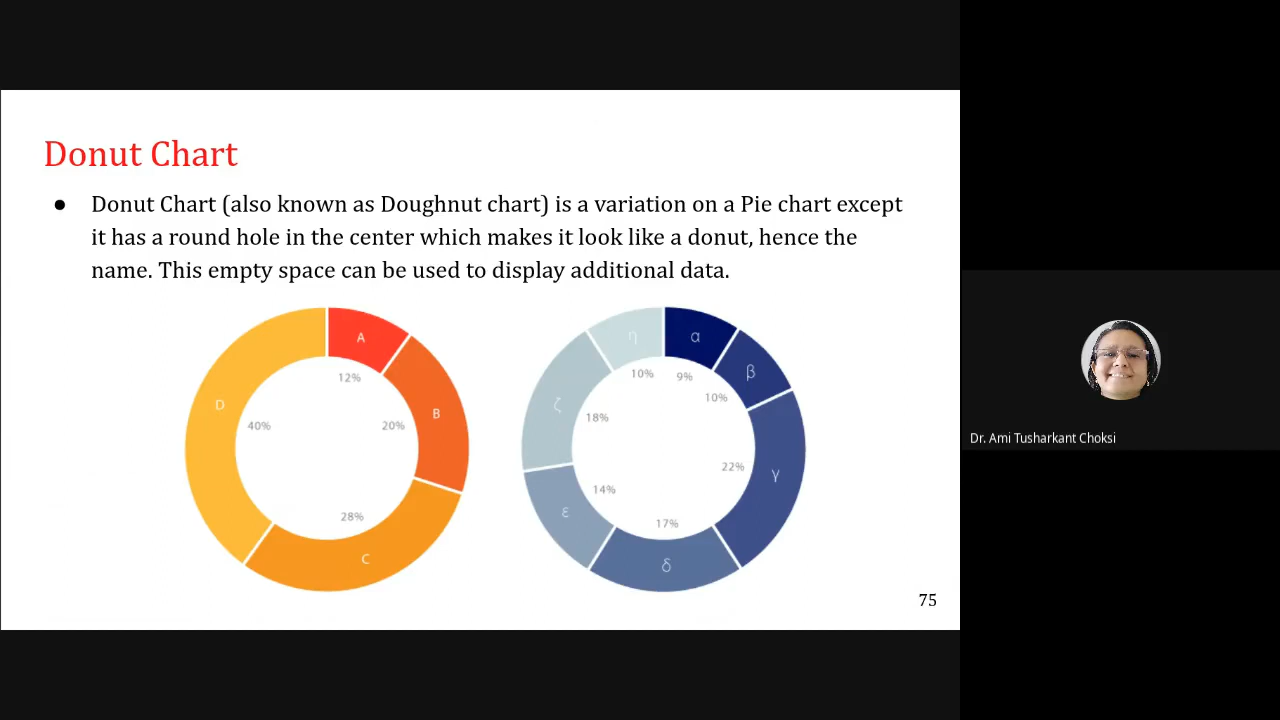 Donut Chart
● Donut Chart (also known as Doughnut chart) is a variation on a Pie chart except
it has a round hole in the center which makes it look like a donut, hence the
name. This empty space can be used to display additional data.
A
12%
B
20%
C
28%
D
40%
α
9%
β
10%
γ
22%
δ
17%
ε
14%
ζ
18%
η
10%
75
Dr. Ami Tusharkant Choksi